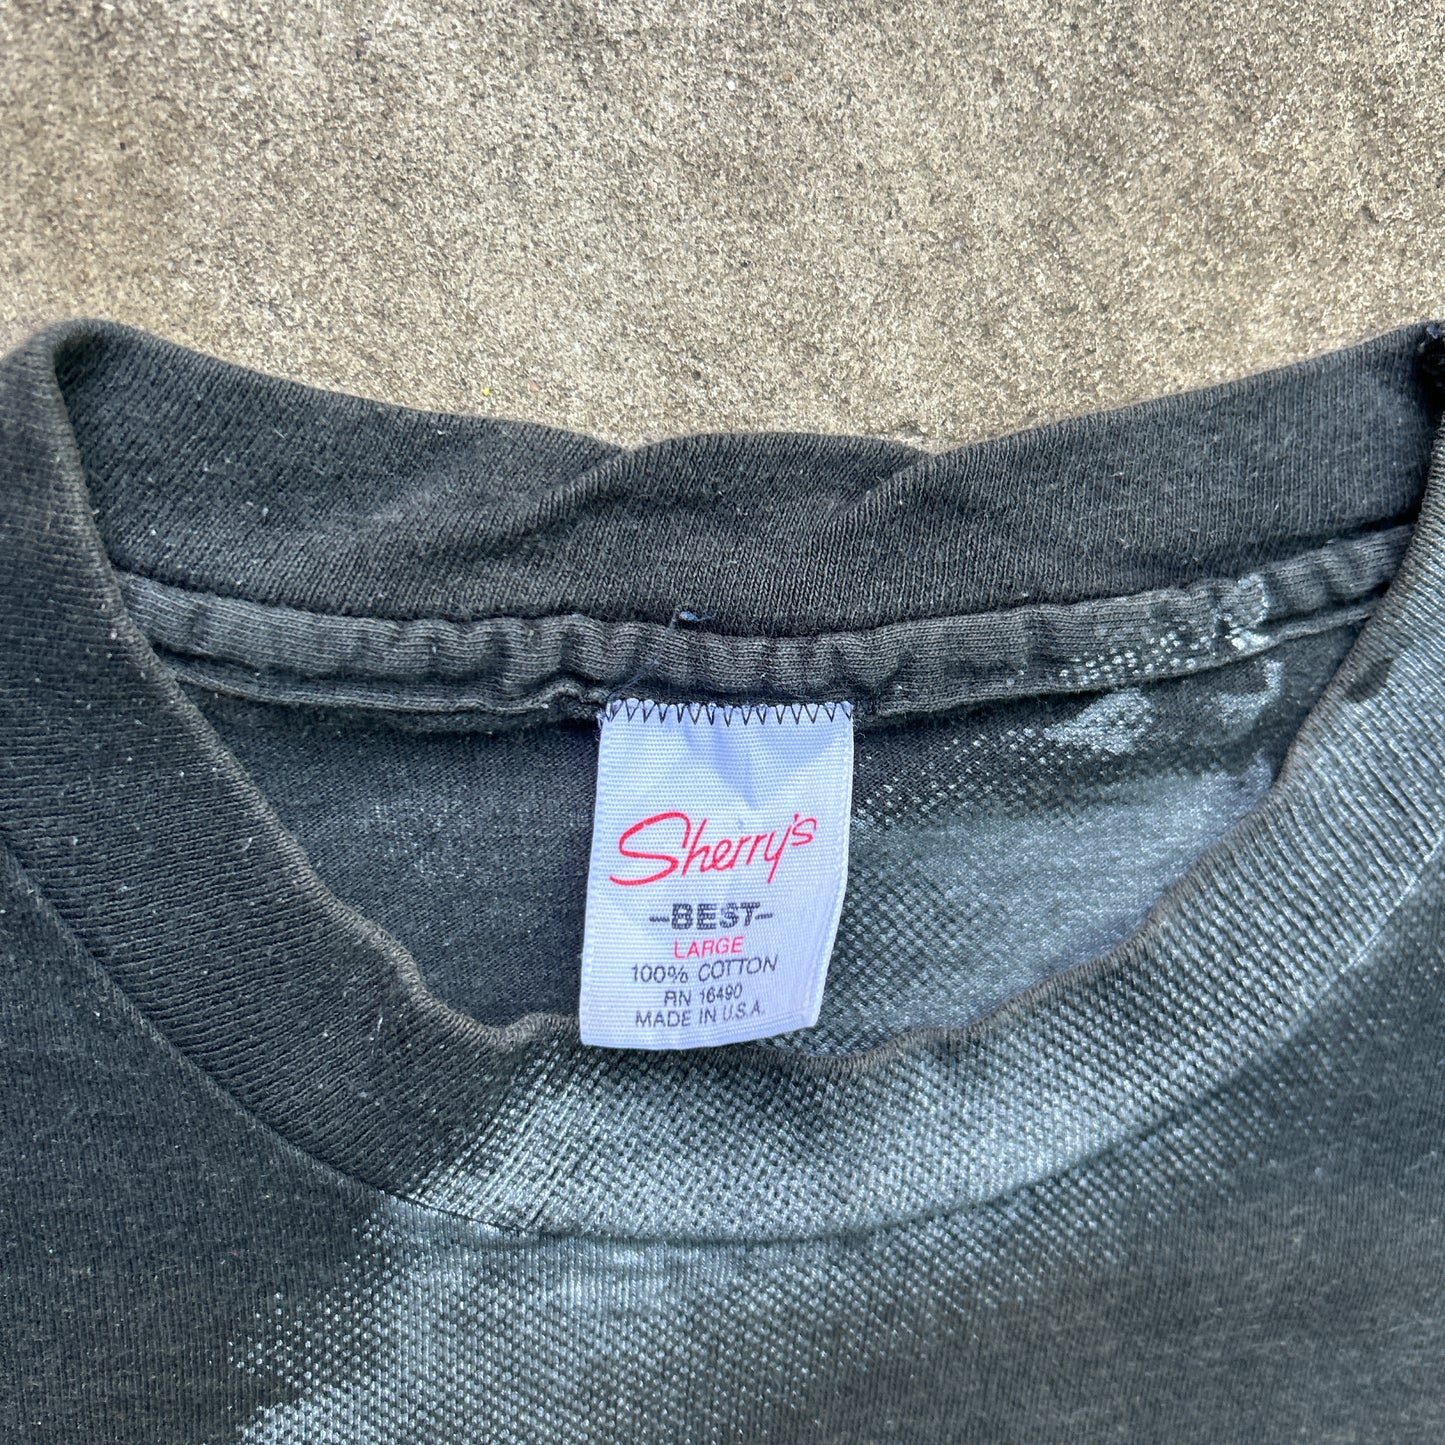 Sherry's
-BEST-
LARGE
100% COTTON
RN 16490
MADE IN U.S.A.